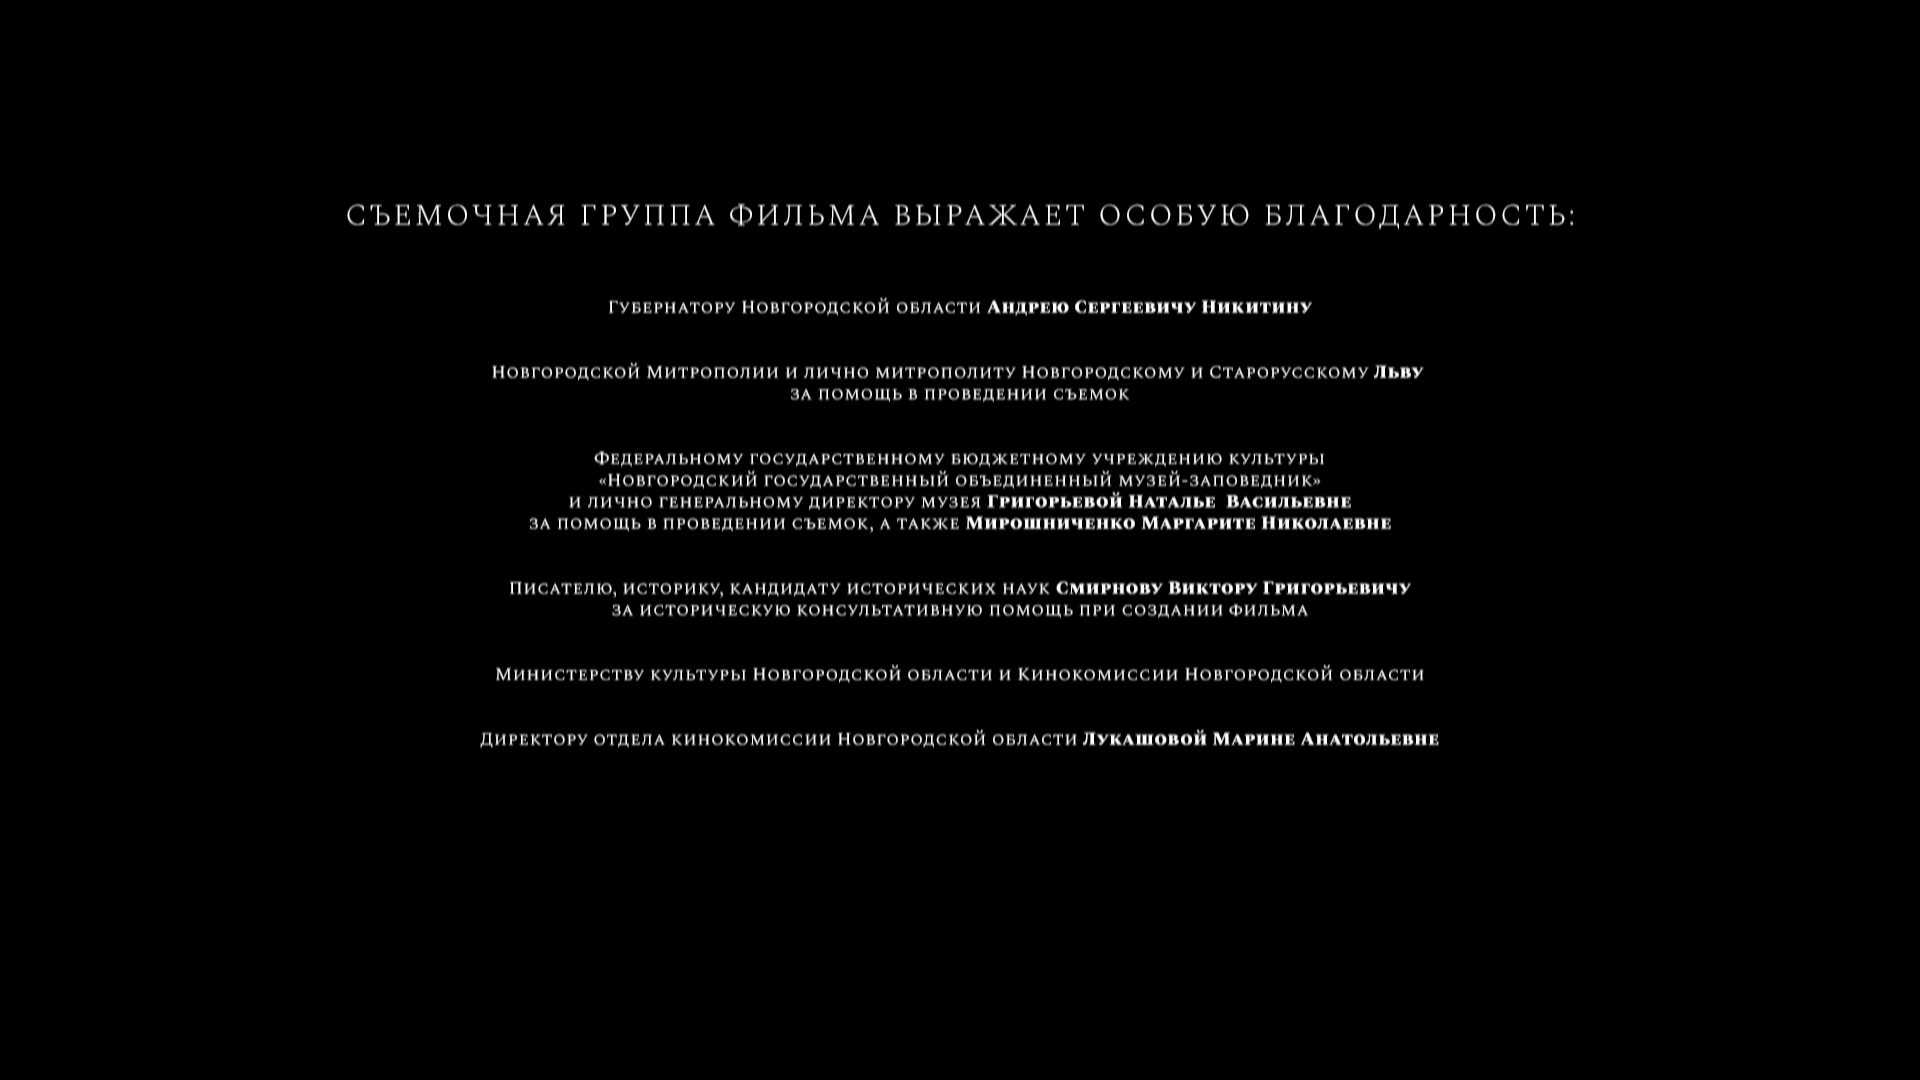 СЪЕМОЧНАЯ ГРУППА ФИЛЬМА ВЫРАЖАЕТ ОСОБУЮ БЛАГОДАРНОСТЬ:
Губернатору Новгородской области Андрею Сергеевичу Никитину
Новгородской Митрополии и лично митрополиту Новгородскому и Старорусскому Льву
за помощь в проведении съемок
Федеральному государственному бюджетному учреждению культуры
«Новгородский государственный объединенный музей-заповедник»
и лично генеральному директору музея Григорьевой Наталье Васильевне
за помощь в проведении съемок, а также Мирошниченко Маргарите Николаевне
Писателю, историку, кандидату исторических наук Смирнову Виктору Григорьевичу
за историческую консультативную помощь при создании фильма
Министерству культуры Новгородской области и Кинокомиссии Новгородской области
Директору отдела кинокомиссии Новгородской области Лукашовой Марине Анатольевне